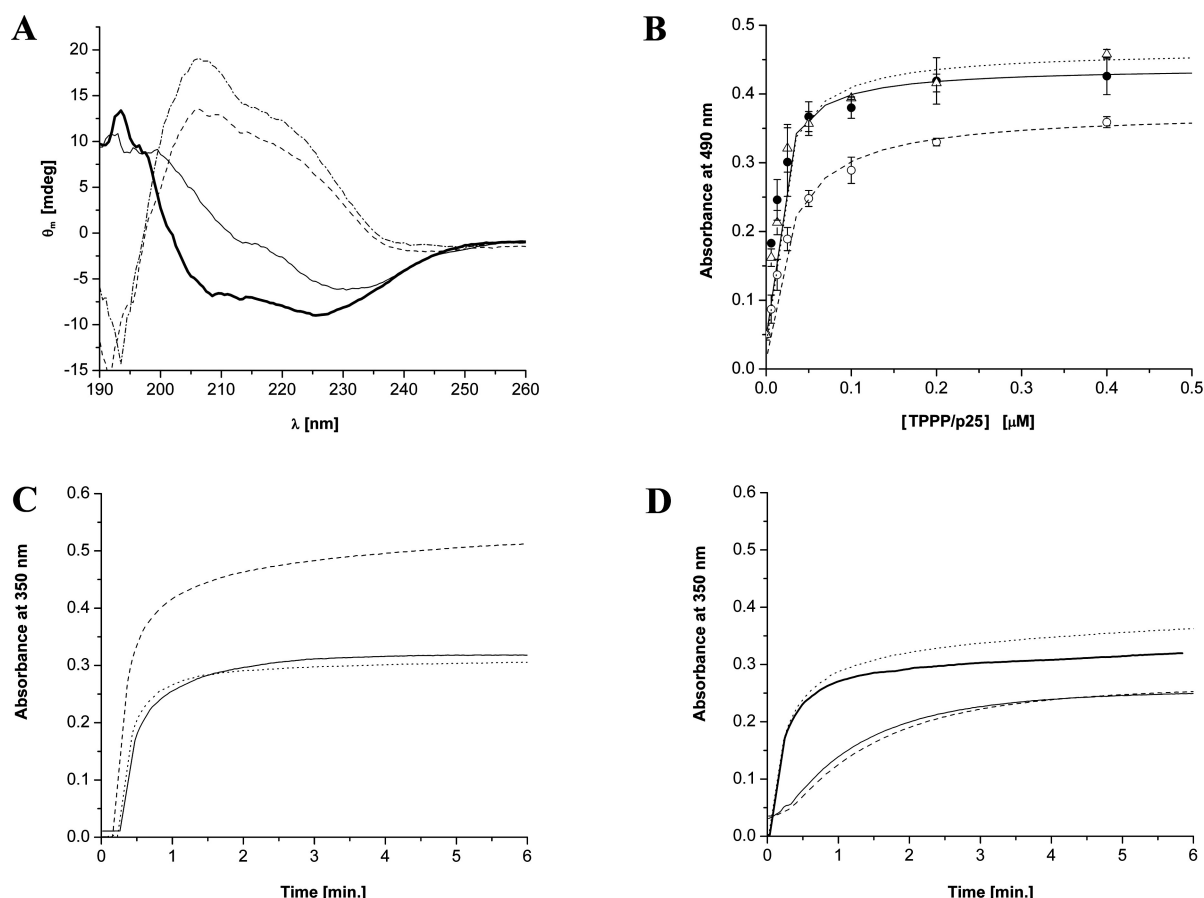 A
20
15
10
5
0
-5
-10
-15
θm [mdeg]
190 200 210 220 230 240 250 260
λ [nm]
B
0.5
0.4
0.3
0.2
0.1
0.0
Absorbance at 490 nm
0.0 0.1 0.2 0.3 0.4 0.5
[TPPP/p25] [μM]
C
0.6
0.5
0.4
0.3
0.2
0.1
0.0
Absorbance at 350 nm
0 1 2 3 4 5 6
Time [min.]
D
0.6
0.5
0.4
0.3
0.2
0.1
0.0
Absorbance at 350 nm
0 1 2 3 4 5 6
Time [min.]